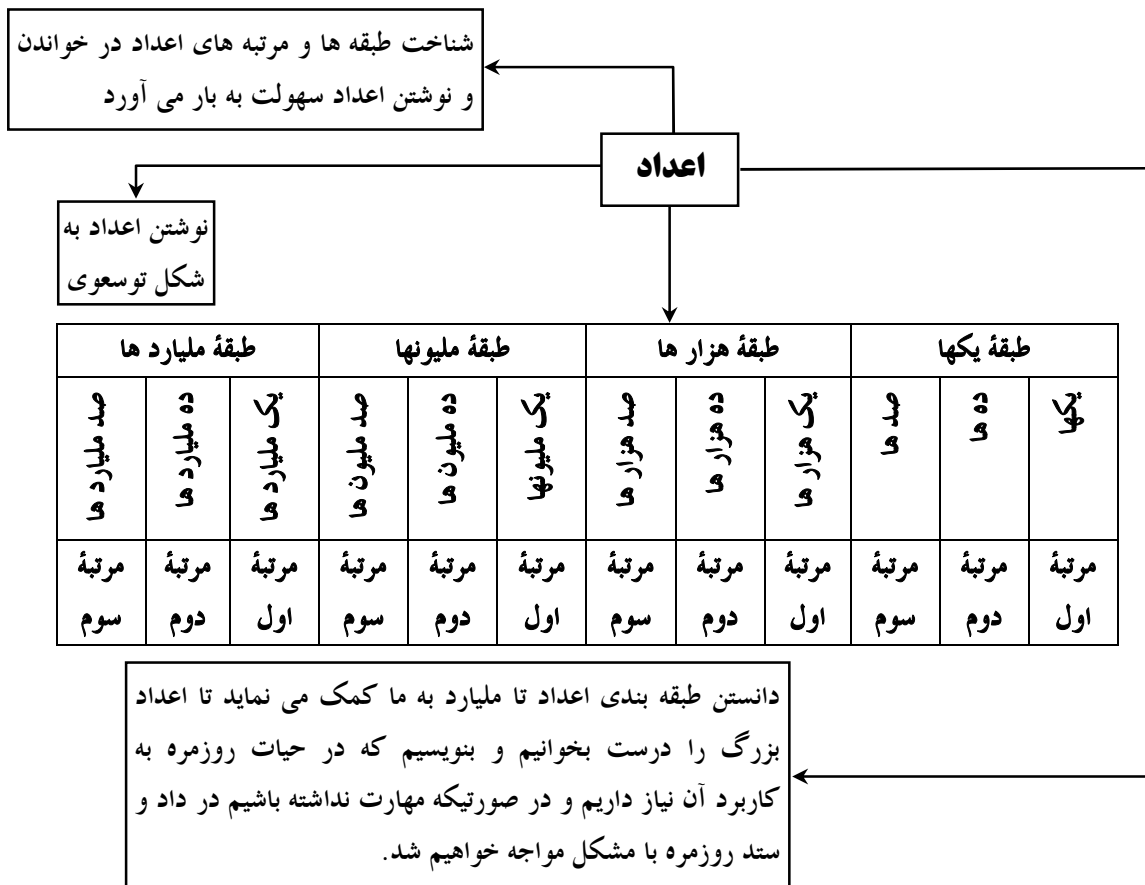 شناخت طبقه ها و مرتبه های اعداد در خواندن
و نوشتن اعداد سهولت به بار می آورد
اعداد
نوشتن اعداد به
شکل توسعوی
طبقۀ یکها طبقۀ هزار ها طبقۀ ملیونها طبقۀ ملیارد ها
یکها ده ها صد ها یک هزار ها ده هزار ها صد هزار ها یک ملیونها ده ملیون ها صد ملیون ها یک ملیارد ها ده ملیارد ها صد ملیارد ها
مرتبۀ مرتبۀ مرتبۀ مرتبۀ مرتبۀ مرتبۀ مرتبۀ مرتبۀ مرتبۀ مرتبۀ مرتبۀ مرتبۀ
اول دوم سوم اول دوم سوم اول دوم سوم اول دوم سوم
دانستن طبقه بندی اعداد تا ملیارد به ما کمک می نماید تا اعداد
بزرگ را درست بخوانیم و بنویسیم که در حیات روزمره به
کاربرد آن نیاز داریم و در صورتیکه مهارت نداشته باشیم در داد و
ستد روزمره با مشکل مواجه خواهیم شد.